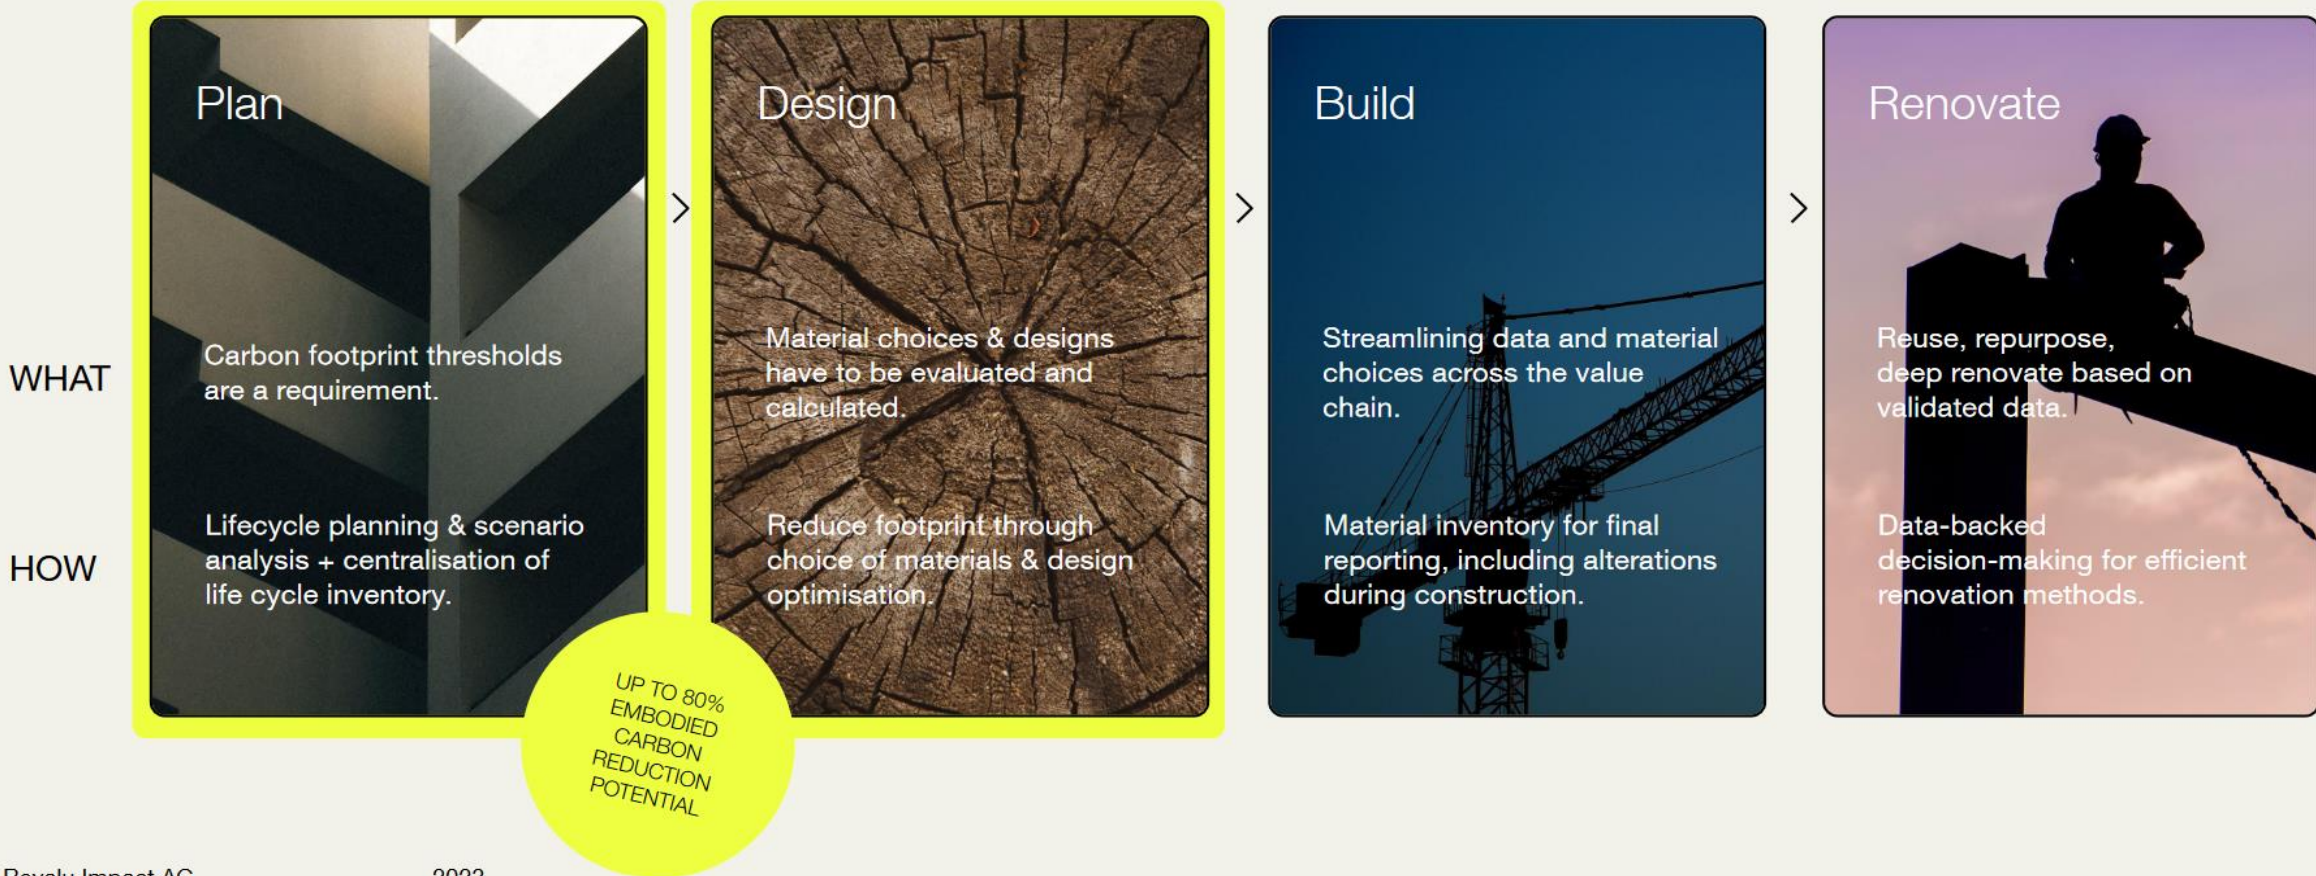 Plan
Design
Build
Renovate
WHAT
Carbon footprint thresholds
are a requirement.
Material choices & designs
have to be evaluated and
calculated.
Streamlining data and material
choices across the value
chain.
Reuse, repurpose,
deep renovate based on
validated data.
HOW
Lifecycle planning & scenario
analysis + centralisation of
life cycle inventory.
Reduce footprint through
choice of materials & design
optimisation.
Material inventory for final
reporting, including alterations
during construction.
Data-backed
decision-making for efficient
renovation methods.
UP TO 80%
EMBODIED
CARBON
REDUCTION
POTENTIAL
Impact AG
2023